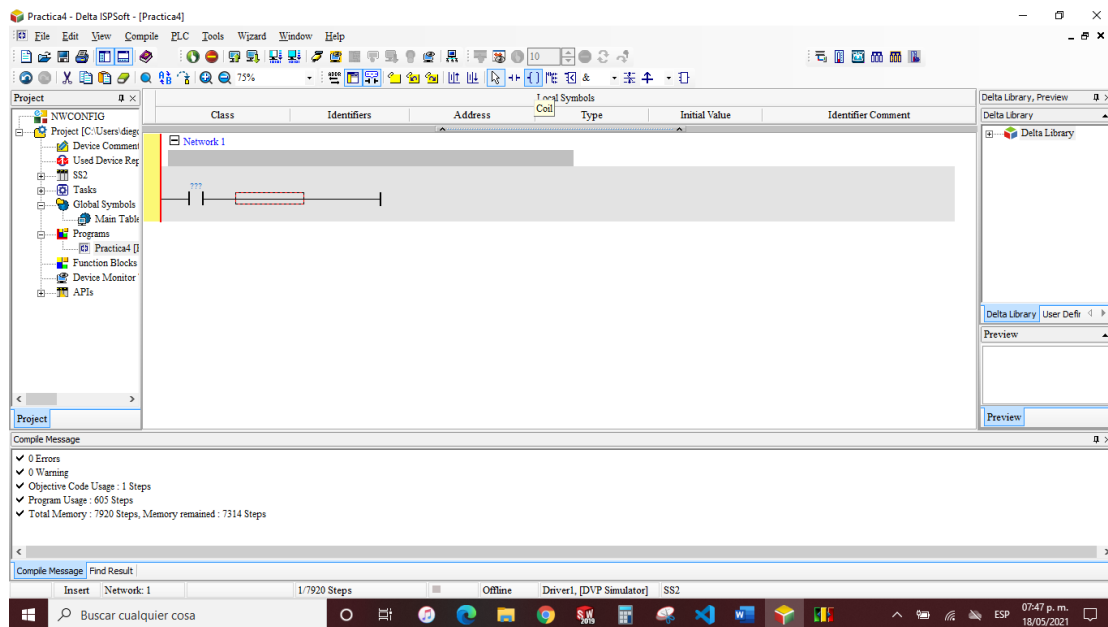 Practica4 - Delta ISPSoft - [Practica4]
File Edit View Compile PLC Tools Wizard Window Help
10
75%
&
Project
NWCONFIG
Project [C:\Users\diego
Device Comment
Used Device Rep
SS2
Tasks
Global Symbols
Main Table
Programs
Practica4 [P
Function Blocks
Device Monitor
APIs
Project
Local Symbols
Coil
Class Identifiers Address Type Initial Value Identifier Comment
Network 1
???
Delta Library, Preview
Delta Library
Delta Library
Delta Library User Defir
Preview
Preview
Compile Message
0 Errors
0 Warning
Objective Code Usage : 1 Steps
Program Usage : 605 Steps
Total Memory : 7920 Steps, Memory remained : 7314 Steps
Compile Message Find Result
Insert Network: 1 1/7920 Steps Offline Driver1, [DVP Simulator] SS2
Buscar cualquier cosa
SW
2019
ESP
07:47 p. m.
18/05/2021